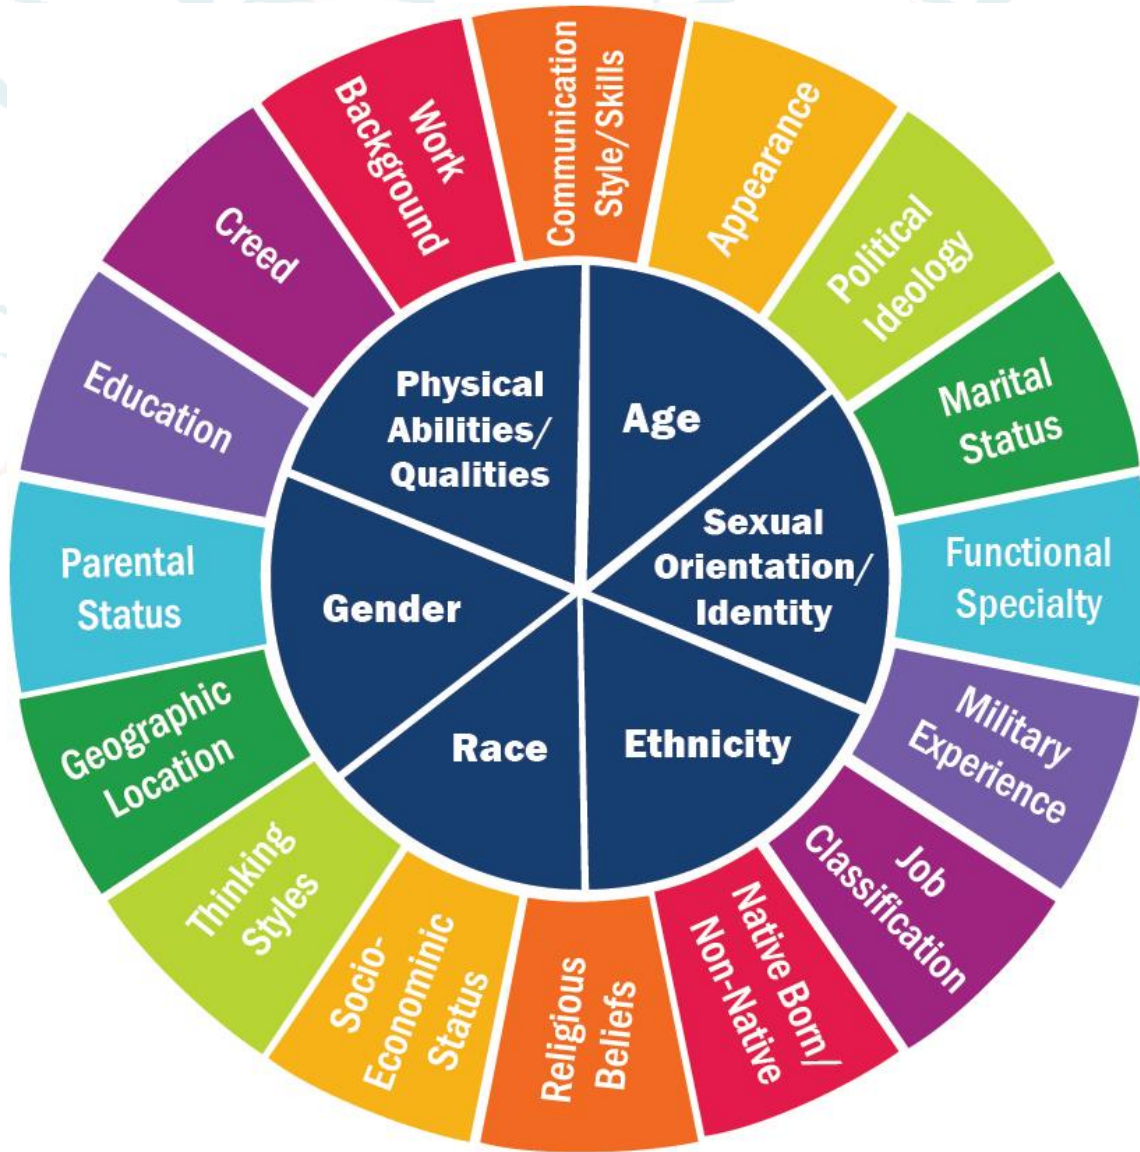 Communication
Style/Skills
Appearance
Political
Ideology
Marital
Status
Functional
Specialty
Military
Experience
Job
Classification
Native Born/
Non-Native
Religious
Beliefs
Socio-
Econominic
Status
Thinking
Styles
Geographic
Location
Parental
Status
Education
Creed
Work
Background
Physical
Abilities/
Qualities
Age
Sexual
Orientation/
Identity
Ethnicity
Race
Gender